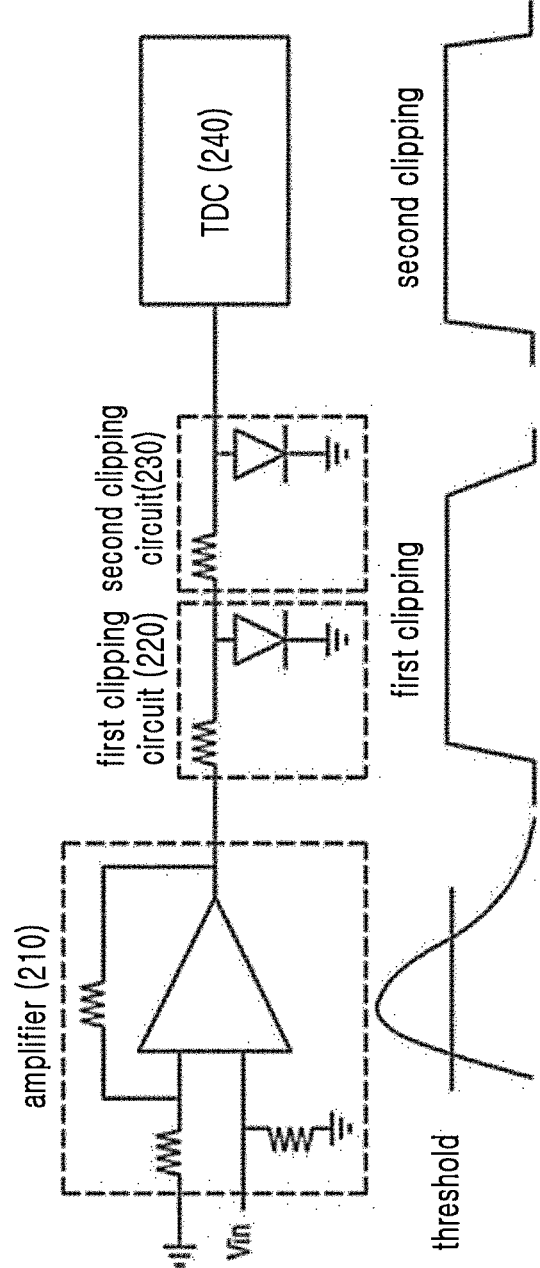 amplifier (210)
first clipping
circuit (220)
second clipping
circuit(230)
TDC (240)
Vin
threshold
first clipping
second clipping